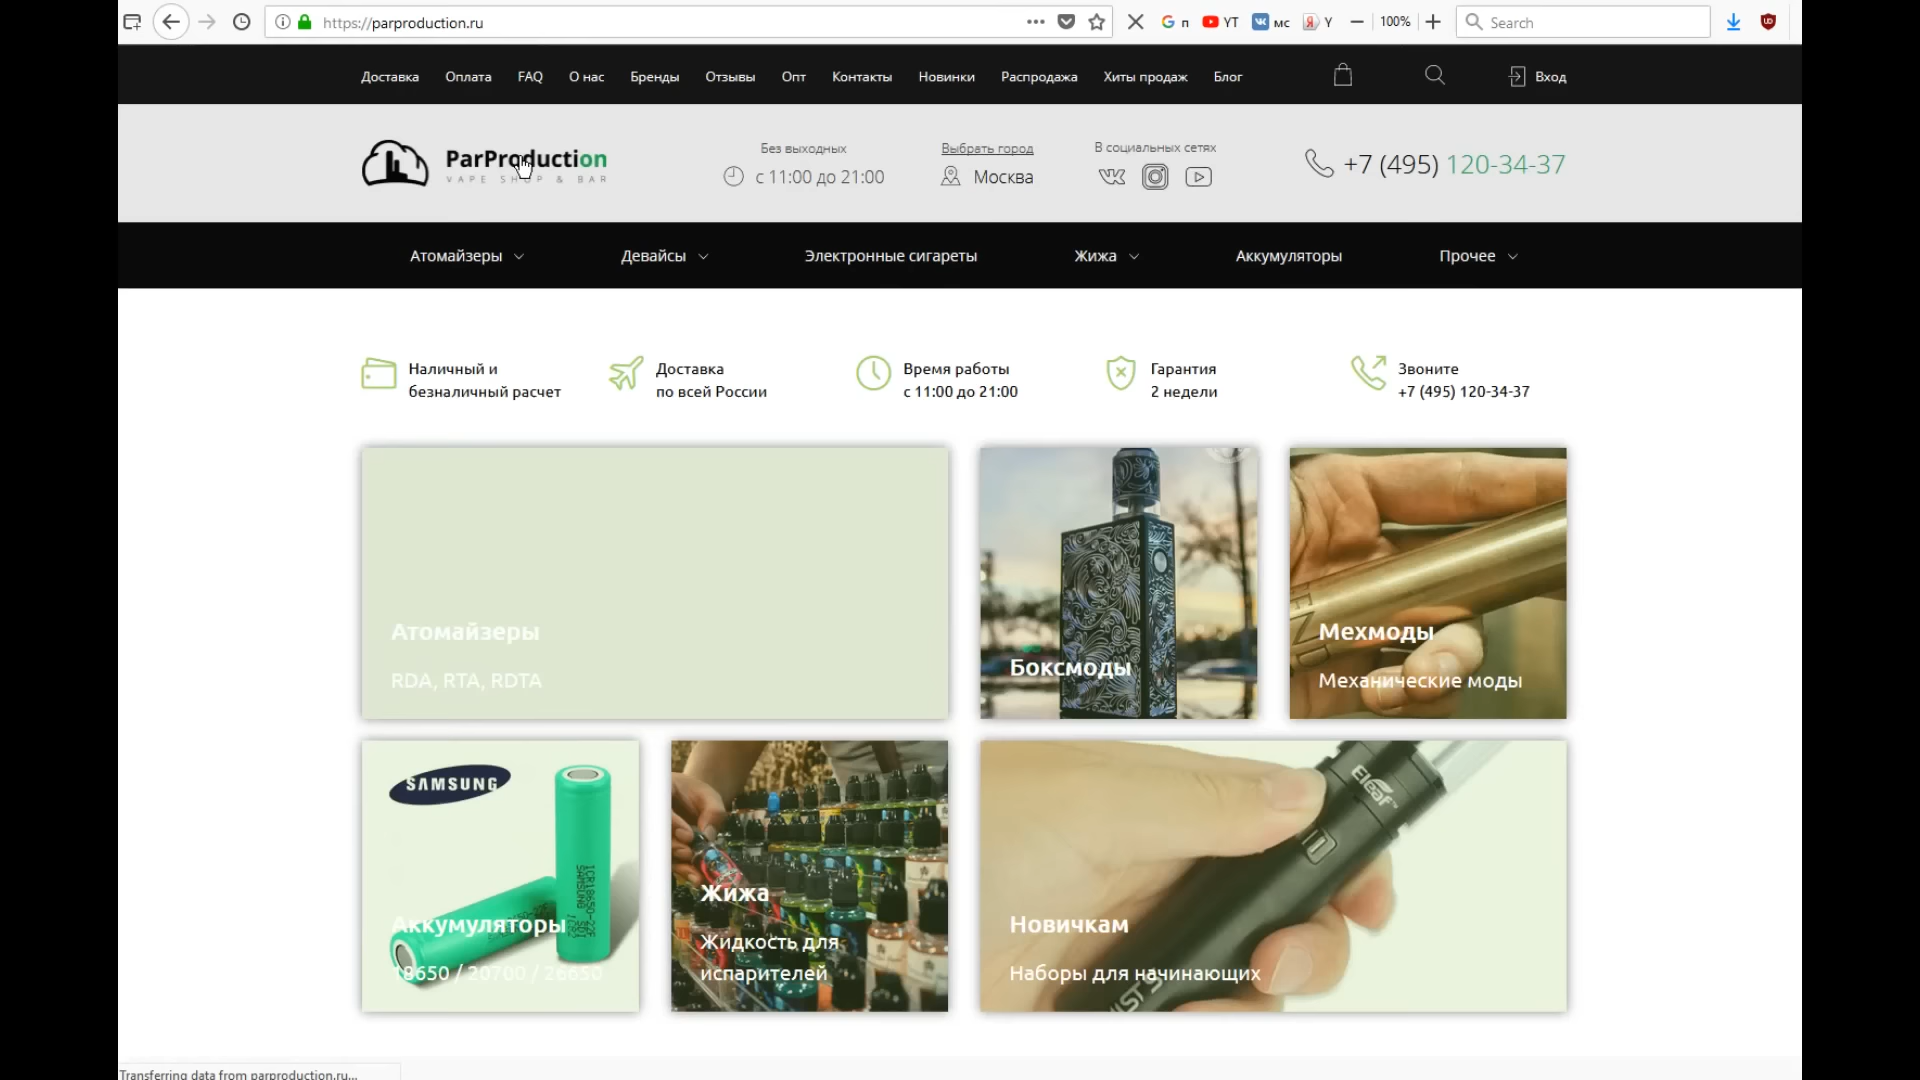 https://parproduction.ru
G п
YT
мс
Я Y
100%
Search
Доставка Оплата FAQ О нас Бренды Отзывы Опт Контакты Новинки Распродажа Хиты продаж Блог Вход
ParProduction
VAPE SHOP & BAR
Без выходных
с 11:00 до 21:00
Выбрать город
Москва
В социальных сетях
+7 (495) 120-34-37
Атомайзеры Девайсы Электронные сигареты Жижа Аккумуляторы Прочее
Наличный и
безналичный расчет
Доставка
по всей России
Время работы
с 11:00 до 21:00
Гарантия
2 недели
Звоните
+7 (495) 120-34-37
Атомайзеры
RDA, RTA, RDTA
Боксмоды
Мехмоды
Механические моды
SAMSUNG
Аккумуляторы
18650 / 20700 / 26650
Жижа
Жидкость для
испарителей
Eleaf
Новичкам
Наборы для начинающих
Transferring data from parproduction.ru...